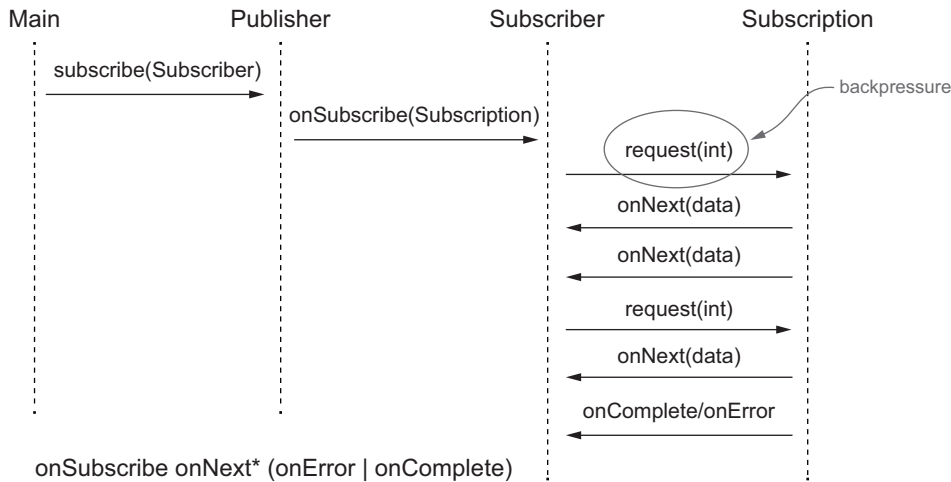 Main
Publisher
Subscriber
Subscription
subscribe(Subscriber)
backpressure
onSubscribe(Subscription)
request(int)
onNext(data)
onNext(data)
request(int)
onNext(data)
onComplete/onError
onSubscribe onNext* (onError | onComplete)